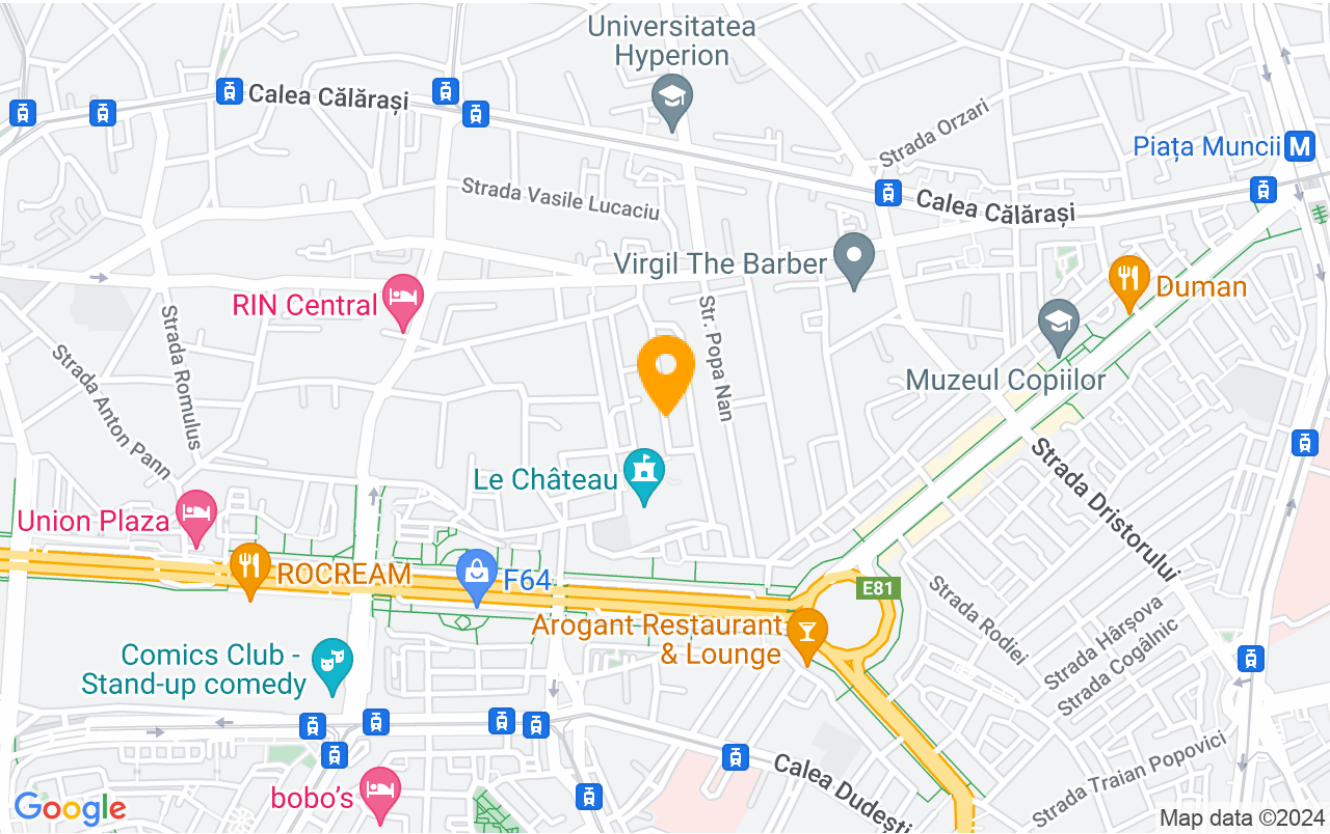 Universitatea
Hyperion
Calea Călărași
Strada Orzari
Piața Muncii
M
Strada Vasile Lucaciu
Calea Călărași
Virgil The Barber
RIN Central
Duman
Str. Popa Nan
Strada Romulus
Strada Anton Pann
Muzeul Copiilor
Le Château
Strada Dristorului
Union Plaza
ROCREAM
F64
E81
Arogant Restaurant
& Lounge
Strada Rodiei
Strada Hârșova
Strada Cogâlnic
Comics Club -
Stand-up comedy
Strada Traian Popovici
Calea Dudești
bobo's
Google
Map data ©2024